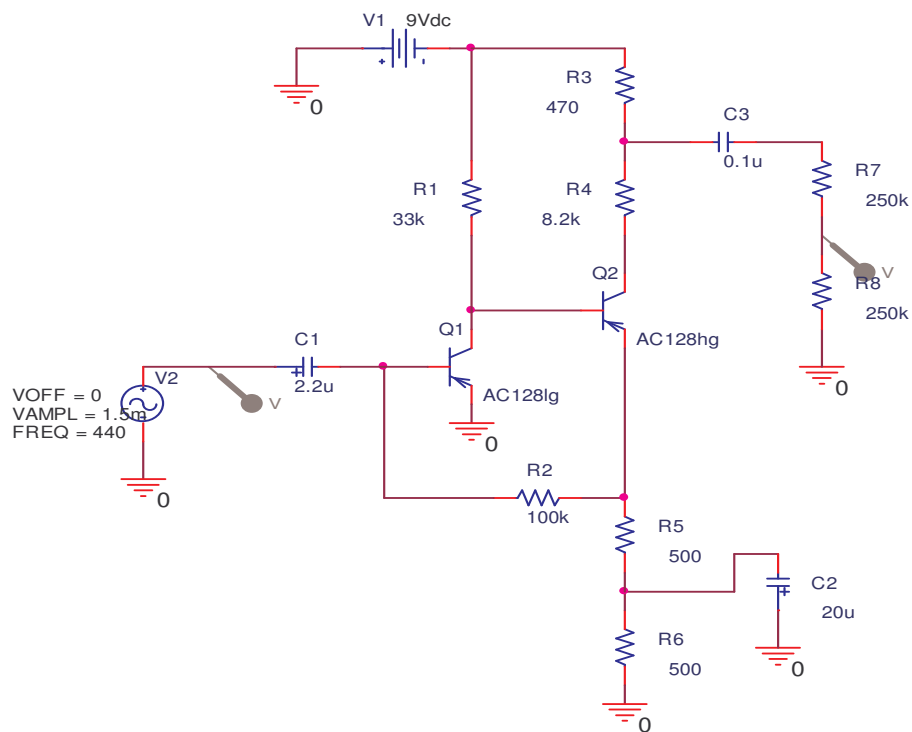 V1 9Vdc
0
R3
470
C3
0.1u
R7
250k
R1
33k
R4
8.2k
V
R8
250k
0
Q2
AC128hg
Q1
AC128lg
0
C1
2.2u
V
V2
VOFF = 0
VAMPL = 1.5m
FREQ = 440
0
R2
100k
R5
500
C2
20u
0
R6
500
0